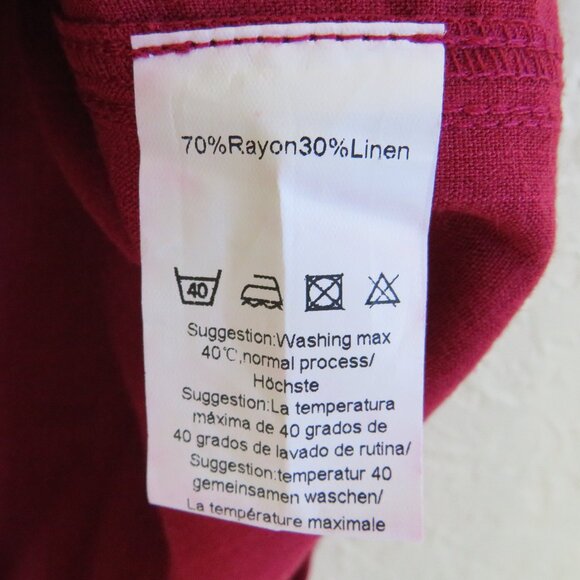 70%Rayon30%Linen
40
Suggestion:Washing max
40℃,normal process/
Höchste
Suggestion:La temperatura
máxima de 40 grados de
40 grados de lavado de rutina/
Suggestion:temperatur 40
gemeinsamen waschen/
La température maximale